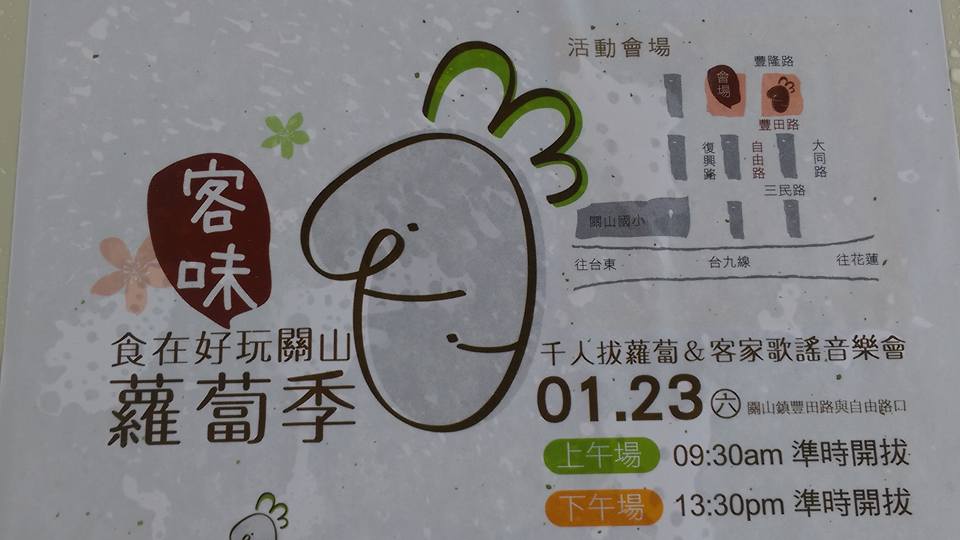 客味
食在好玩關山
蘿蔔季
活動會場
豐隆路
會場
豐田路
復興路
自由路
大同路
三民路
關山國小
往台東
台九線
往花蓮
千人拔蘿蔔&客家歌謠音樂會
01.23㊅ 關山鎮豐田路與自由路口
上午場 09:30am 準時開拔
下午場 13:30pm 準時開拔